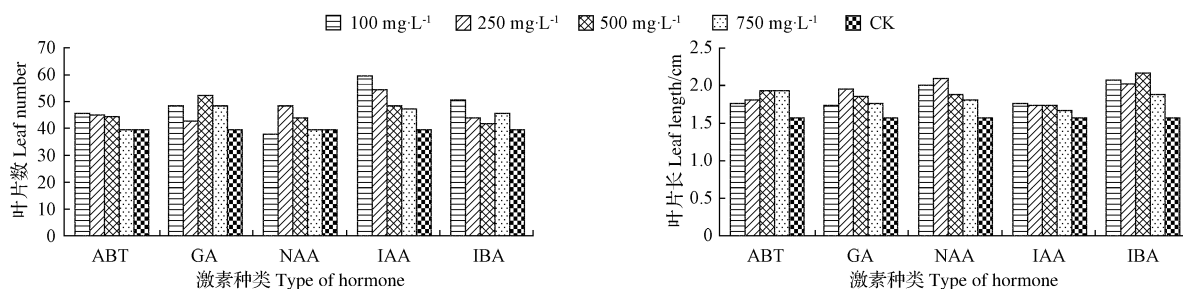 100 mg·L⁻¹ 250 mg·L⁻¹ 500 mg·L⁻¹ 750 mg·L⁻¹ CK
叶片数 Leaf number
70
60
50
40
30
20
10
0
ABT GA NAA IAA IBA
激素种类 Type of hormone
叶片长 Leaf length/cm
2.5
2.0
1.5
1.0
0.5
0
ABT GA NAA IAA IBA
激素种类 Type of hormone